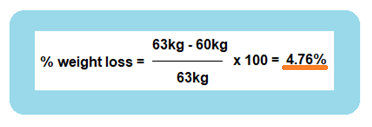 63kg - 60kg
% weight loss = x 100 = 4.76%
63kg